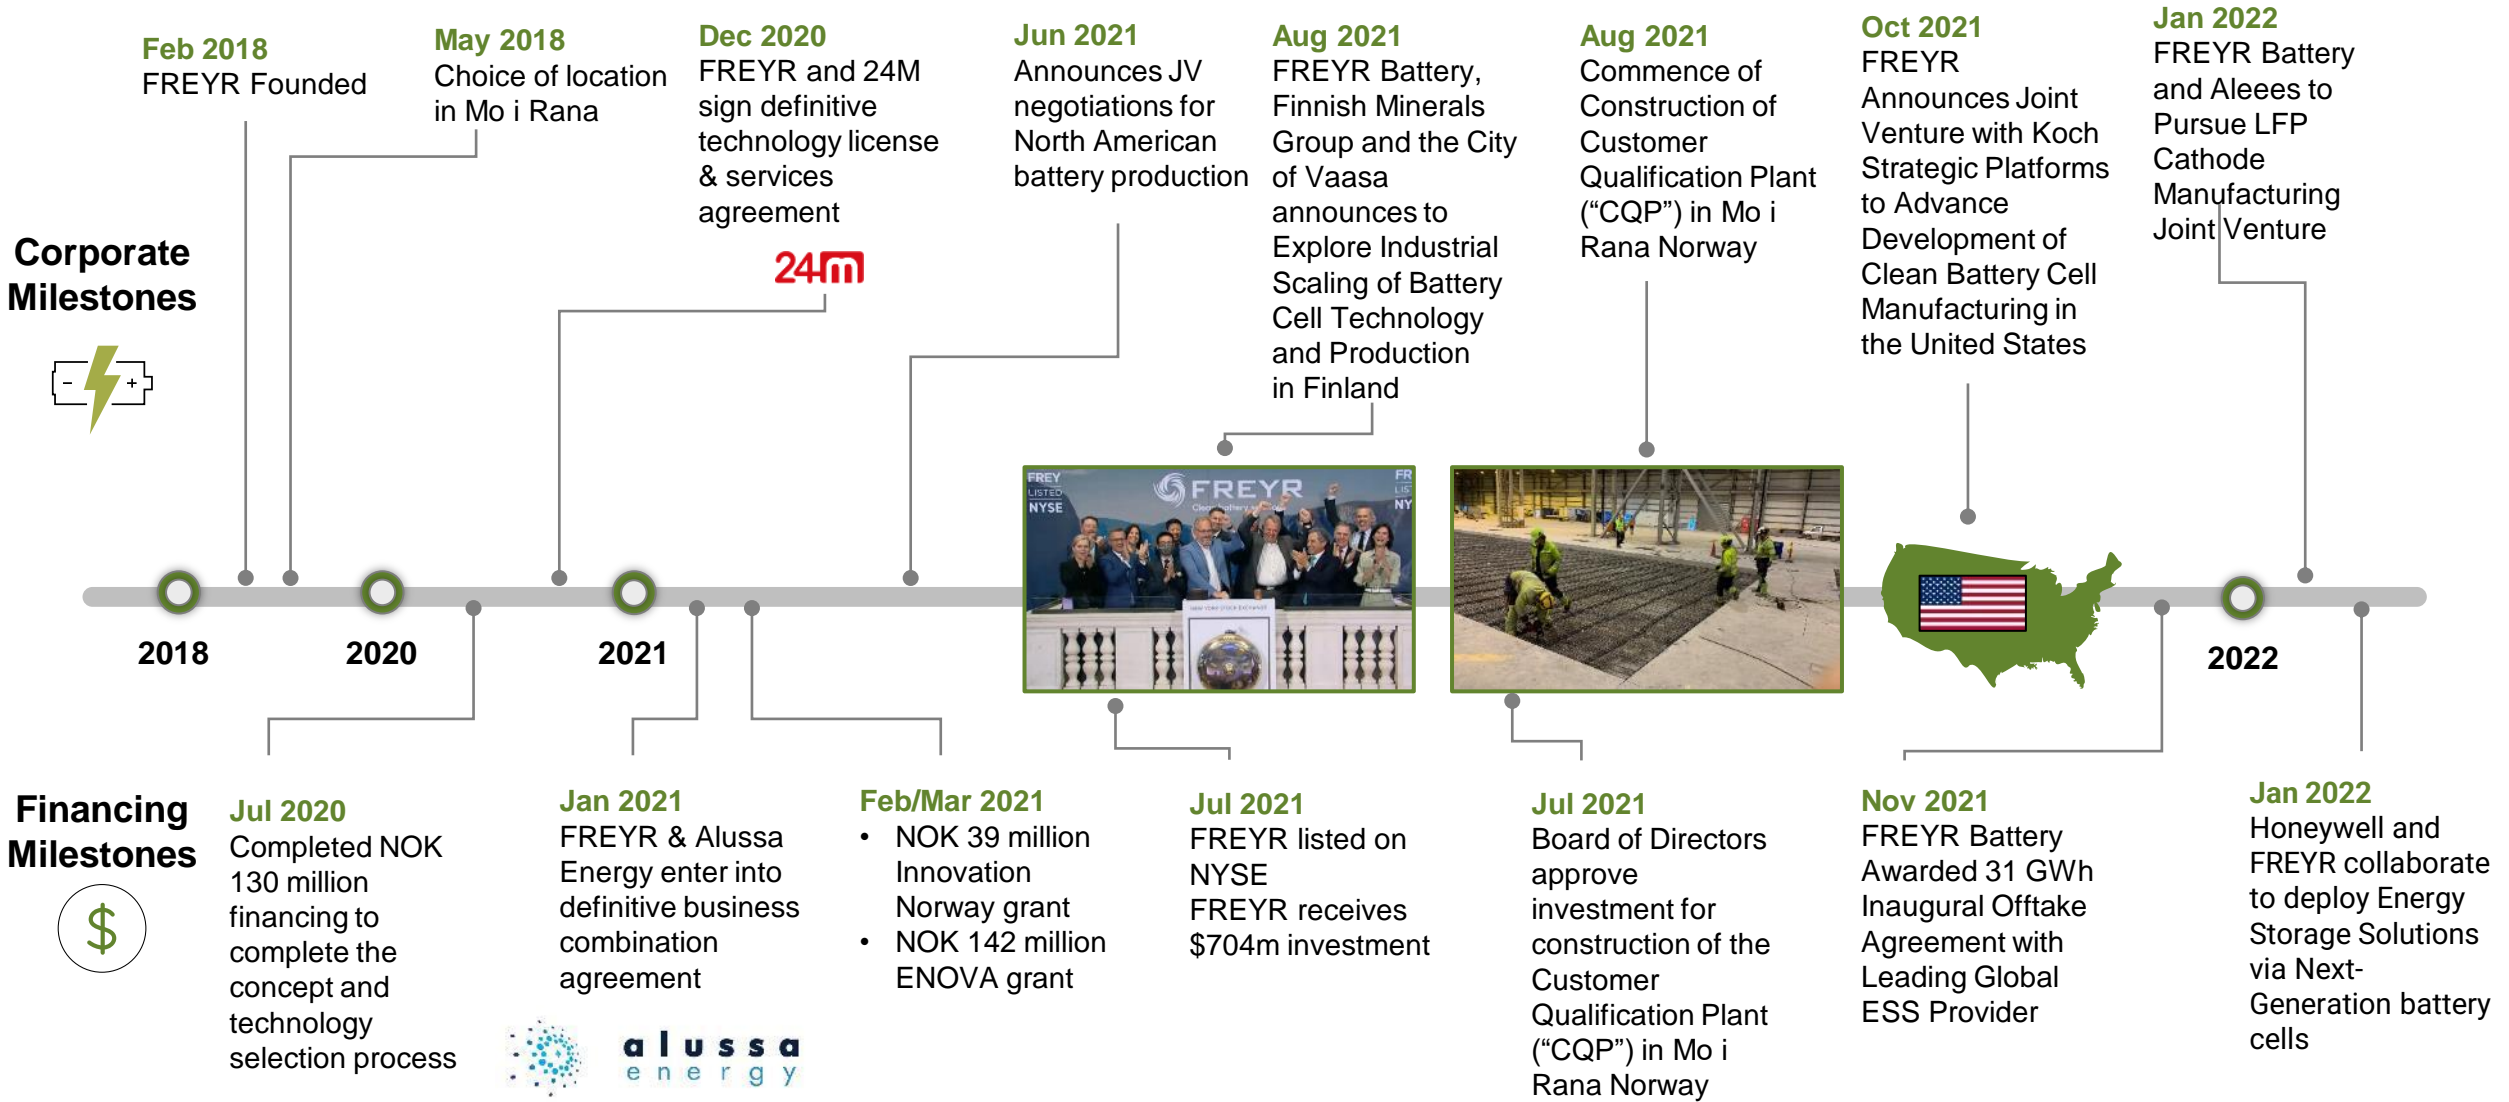 Feb 2018
FREYR Founded
May 2018
Choice of location
in Mo i Rana
Dec 2020
FREYR and 24M
sign definitive
technology license
& services
agreement
24m
Jun 2021
Announces JV
negotiations for
North American
battery production
Aug 2021
FREYR Battery,
Finnish Minerals
Group and the City
of Vaasa
announces to
Explore Industrial
Scaling of Battery
Cell Technology
and Production
in Finland
Aug 2021
Commence of
Construction of
Customer
Qualification Plant
(“CQP”) in Mo i
Rana Norway
Oct 2021
FREYR
Announces Joint
Venture with Koch
Strategic Platforms
to Advance
Development of
Clean Battery Cell
Manufacturing in
the United States
Jan 2022
FREYR Battery
and Aleees to
Pursue LFP
Cathode
Manufacturing
Joint Venture
Corporate
Milestones
- +
FREY
LISTED
NYSE
FREYR
Clean battery
FR
LIS
NY
NEW YORK STOCK EXCHANGE
2018
2020
2021
2022
Financing
Milestones
$
Jul 2020
Completed NOK
130 million
financing to
complete the
concept and
technology
selection process
Jan 2021
FREYR & Alussa
Energy enter into
definitive business
combination
agreement
alussa
energy
Feb/Mar 2021
• NOK 39 million
Innovation
Norway grant
• NOK 142 million
ENOVA grant
Jul 2021
FREYR listed on
NYSE
FREYR receives
$704m investment
Jul 2021
Board of Directors
approve
investment for
construction of the
Customer
Qualification Plant
(“CQP”) in Mo i
Rana Norway
Nov 2021
FREYR Battery
Awarded 31 GWh
Inaugural Offtake
Agreement with
Leading Global
ESS Provider
Jan 2022
Honeywell and
FREYR collaborate
to deploy Energy
Storage Solutions
via Next-
Generation battery
cells